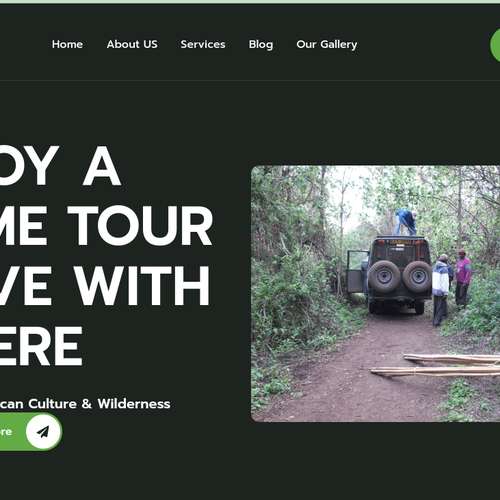 Home About US Services Blog Our Gallery
OY A
ME TOUR
VE WITH
ERE
can Culture & Wilderness
re